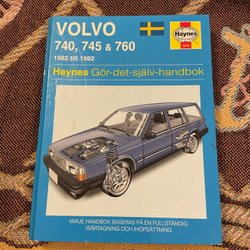 VOLVO
740, 745 & 760
1982 till 1992
Haynes
Haynes Gör-det-själv-handbok
VARJE HANDBOK BASERAS PÅ EN FULLSTÄNDIG
ISÄRTAGNING OCH IHOPSÄTTNING